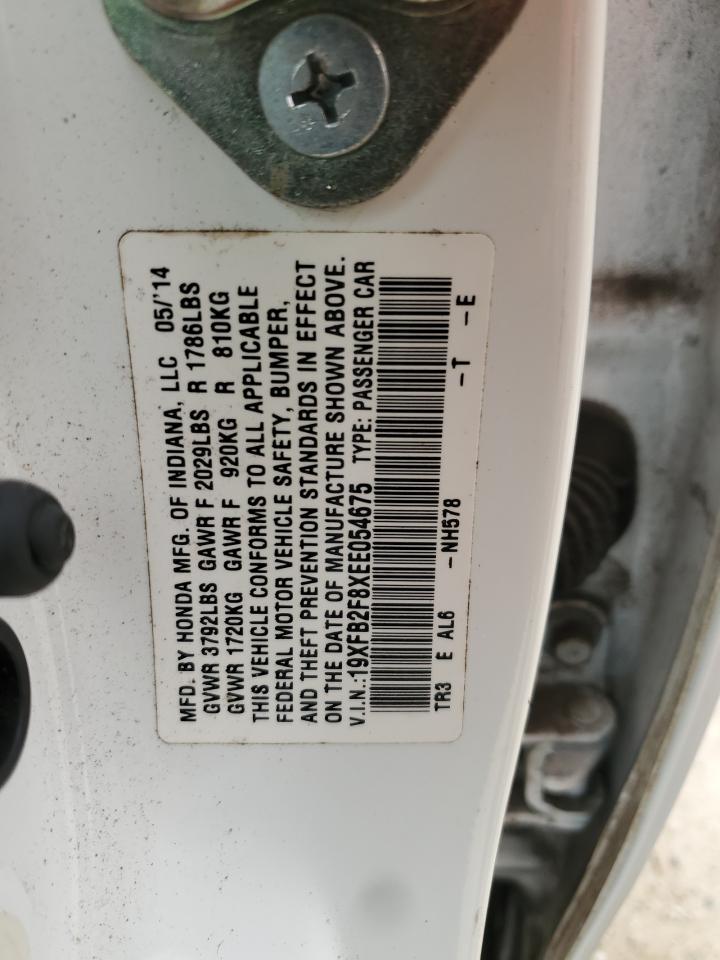 MFD. BY HONDA MFG. OF INDIANA, LLC 05/'14
GVWR 3792LBS GAWR F 2029LBS R 1786LBS
GVWR 1720KG GAWR F 920KG R 810KG
THIS VEHICLE CONFORMS TO ALL APPLICABLE
FEDERAL MOTOR VEHICLE SAFETY, BUMPER,
AND THEFT PREVENTION STANDARDS IN EFFECT
ON THE DATE OF MANUFACTURE SHOWN ABOVE.
V.I.N.:19XFB2F8XEE054675 TYPE: PASSENGER CAR
TR3 E AL6 -NH578 -T -E